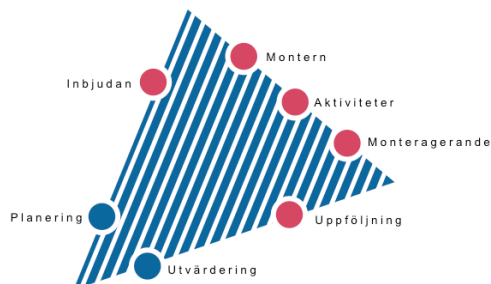 Montern
Inbjudan
Aktiviteter
Monteragerande
Planering
Uppföljning
Utvärdering